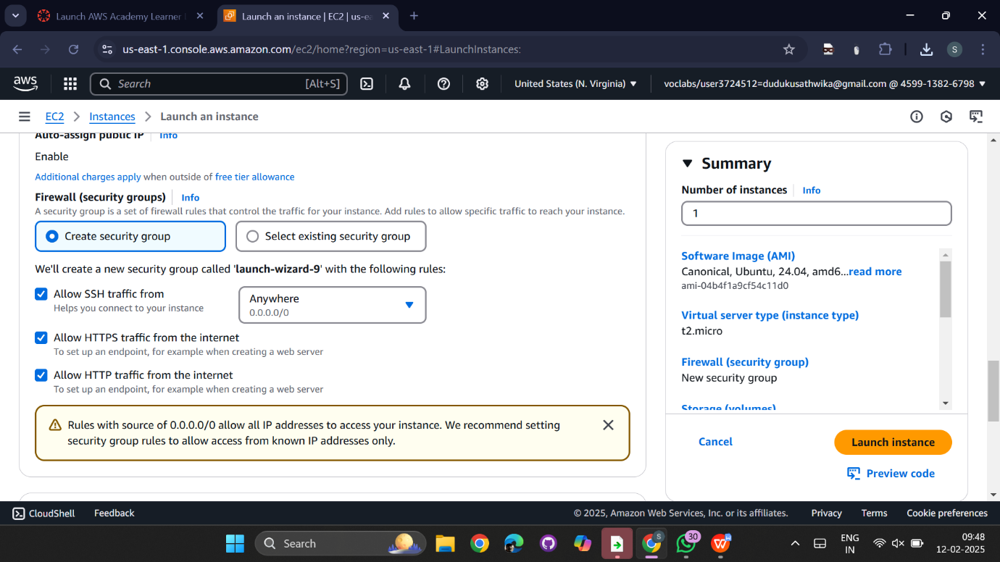 Launch AWS Academy Learner
Launch an instance | EC2 | us-ea
us-east-1.console.aws.amazon.com/ec2/home?region=us-east-1#LaunchInstances:
S
aws
Search
[Alt+S]
United States (N. Virginia)
voclabs/user3724512=dudukusathwika@gmail.com @ 4599-1382-6798
EC2
Instances
Launch an instance
Auto-assign public IP
Info
Enable
Additional charges apply when outside of free tier allowance
Firewall (security groups)
Info
A security group is a set of firewall rules that control the traffic for your instance. Add rules to allow specific traffic to reach your instance.
Create security group
Select existing security group
We'll create a new security group called 'launch-wizard-9' with the following rules:
Allow SSH traffic from
Helps you connect to your instance
Anywhere
0.0.0.0/0
Allow HTTPS traffic from the internet
To set up an endpoint, for example when creating a web server
Allow HTTP traffic from the internet
To set up an endpoint, for example when creating a web server
Rules with source of 0.0.0.0/0 allow all IP addresses to access your instance. We recommend setting
security group rules to allow access from known IP addresses only.
Summary
Number of instances
Info
1
Software Image (AMI)
Canonical, Ubuntu, 24.04, amd6...read more
ami-04b4f1a9cf54c11d0
Virtual server type (instance type)
t2.micro
Firewall (security group)
New security group
Storage (volumes)
Cancel
Launch instance
Preview code
CloudShell
Feedback
© 2025, Amazon Web Services, Inc. or its affiliates.
Privacy
Terms
Cookie preferences
Search
S
30
W
ENG
IN
09:48
12-02-2025